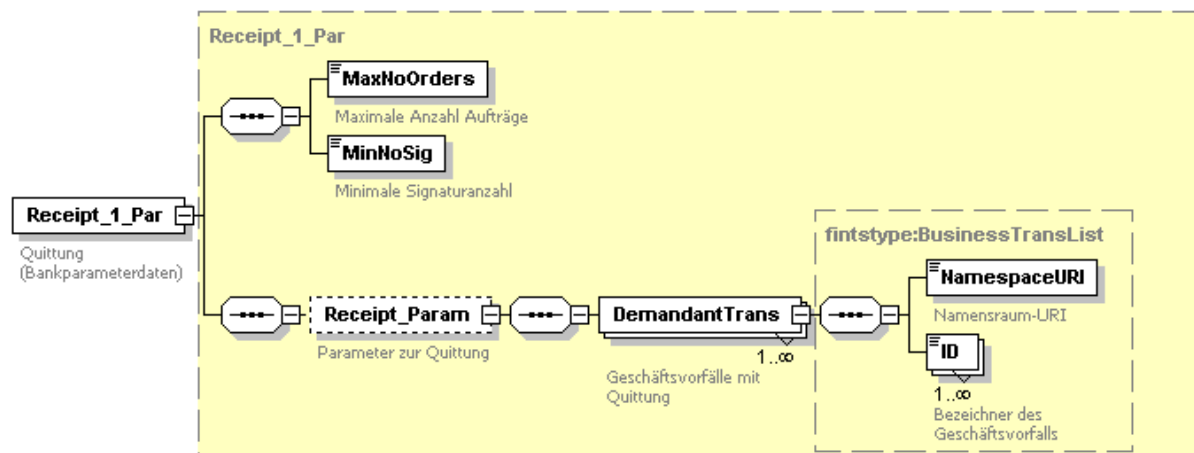 Receipt_1_Par
MaxNoOrders
Maximale Anzahl Aufträge
MinNoSig
Minimale Signaturanzahl
Receipt_1_Par
Quittung
(Bankparameterdaten)
Receipt_Param
Parameter zur Quittung
DemandantTrans
1..∞
Geschäftsvorfälle mit
Quittung
fintstype:BusinessTransList
NamespaceURI
Namensraum-URI
ID
1..∞
Bezeichner des
Geschäftsvorfalls